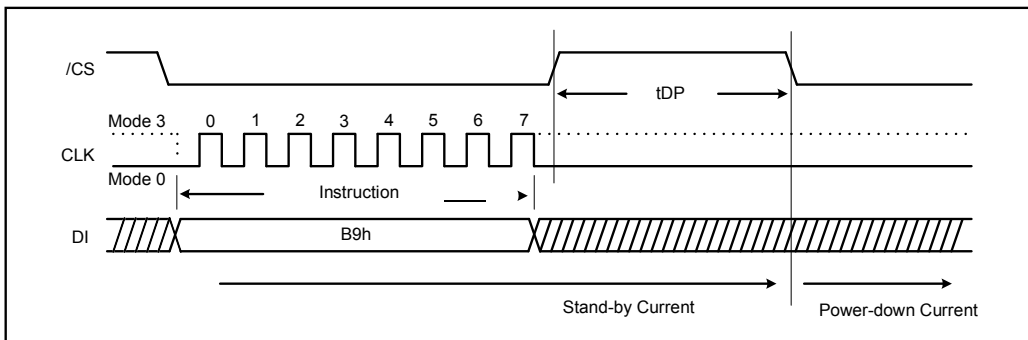 /CS
tDP
Mode 3
0 1 2 3 4 5 6 7
CLK
Mode 0
Instruction
DI
B9h
Stand-by Current
Power-down Current